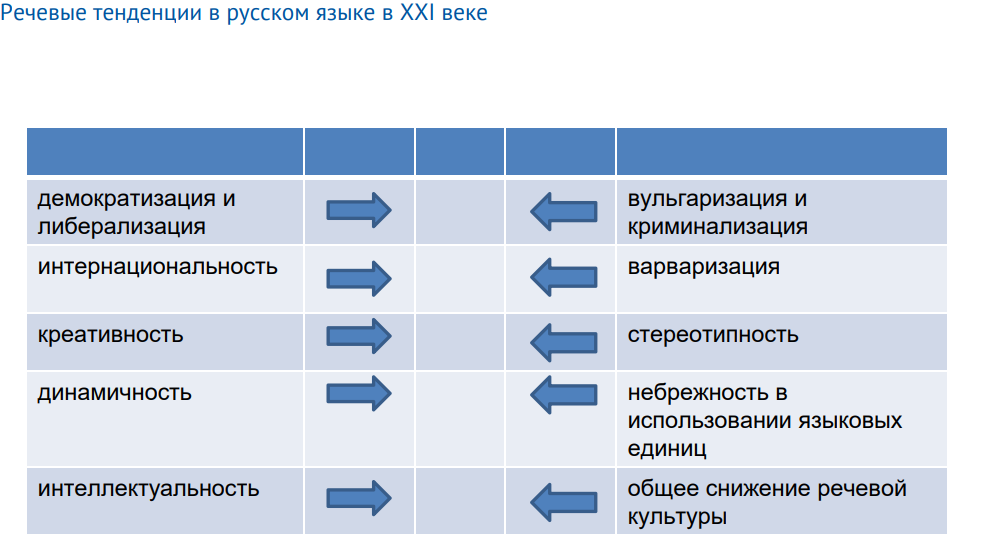 Речевые тенденции в русском языке в XXI веке
демократизация и
либерализация
вульгаризация и
криминализация
интернациональность
варваризация
креативность
стереотипность
динамичность
небрежность в
использовании языковых
единиц
интеллектуальность
общее снижение речевой
культуры